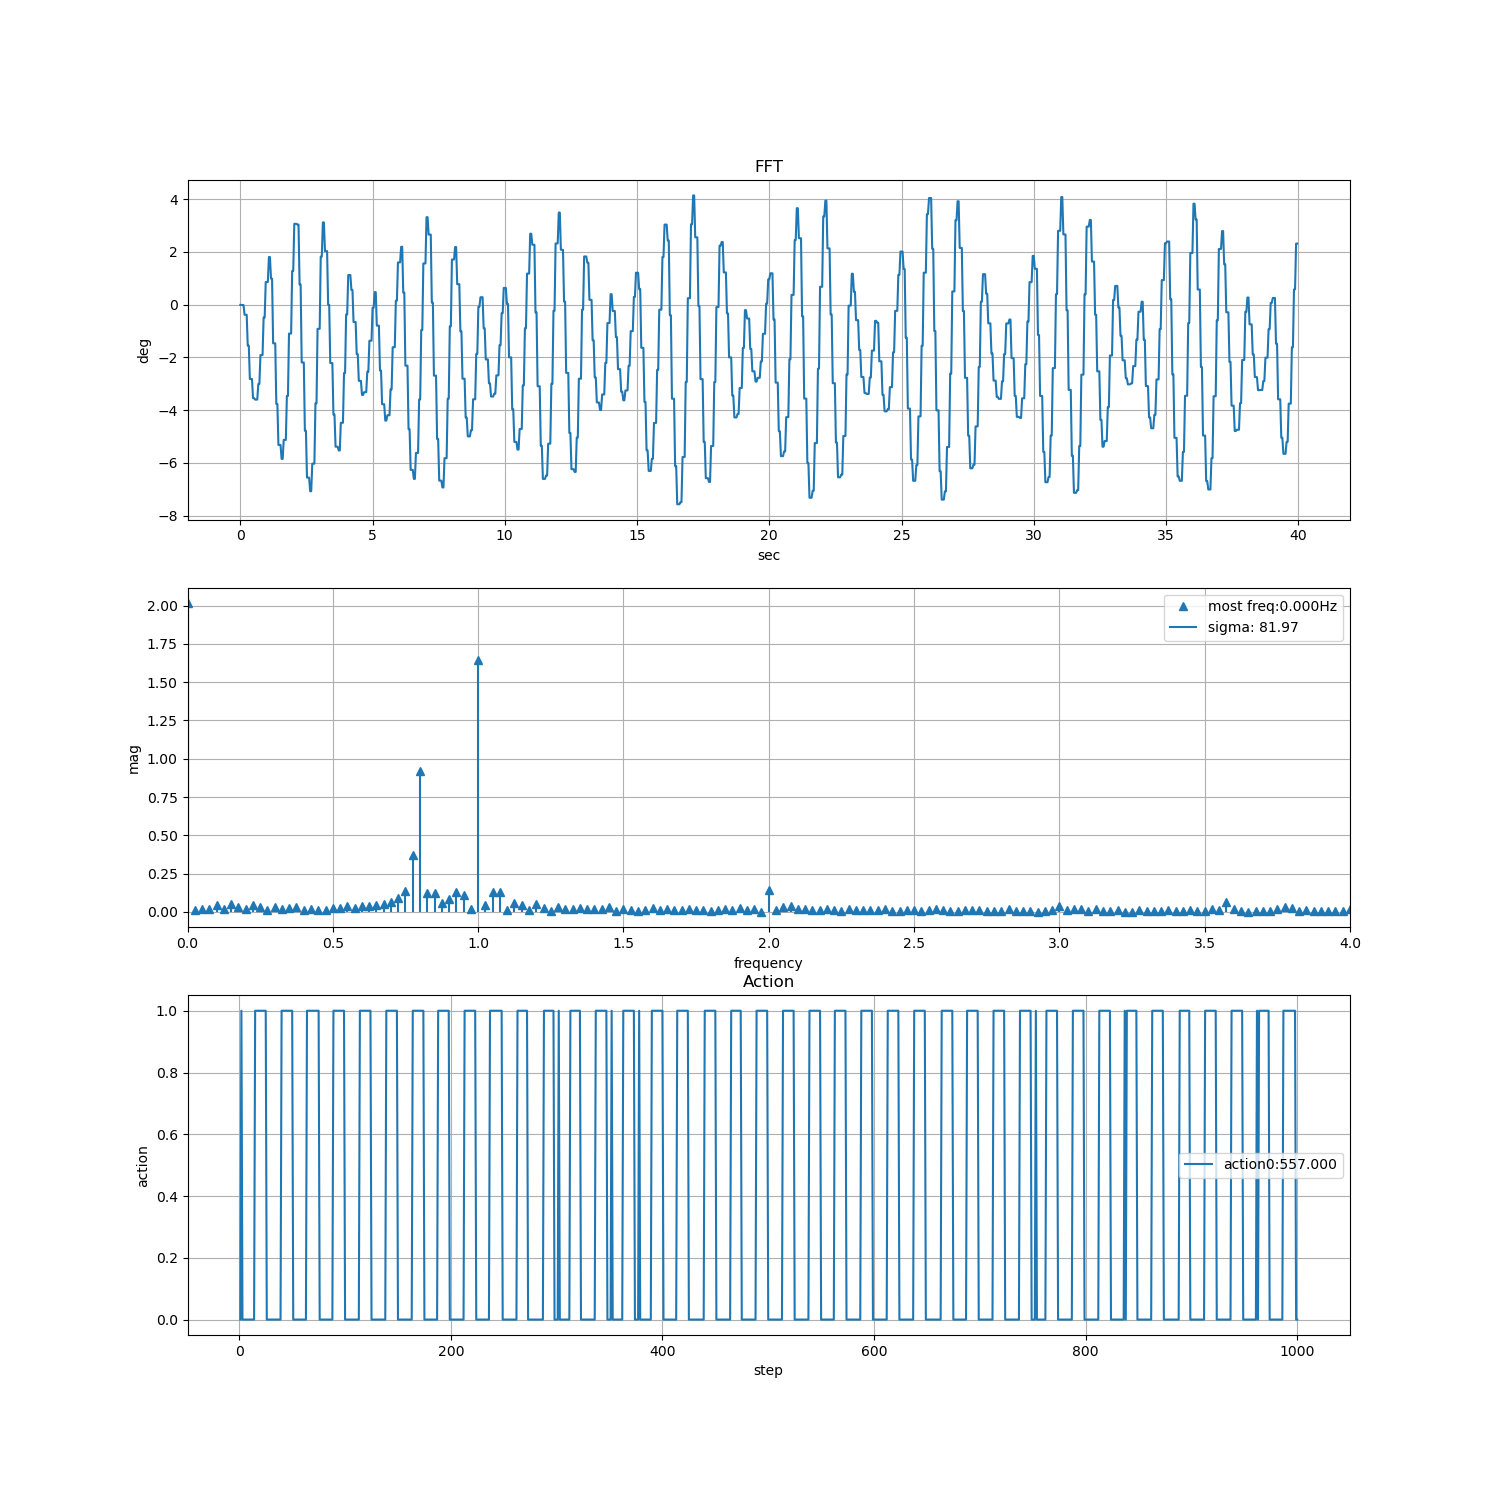 FFT
4
2
0
−2
−4
−6
−8
deg
0 5 10 15 20 25 30 35 40
sec
2.00
1.75
1.50
1.25
1.00
0.75
0.50
0.25
0.00
mag
most freq:0.000Hz
sigma: 81.97
0.0 0.5 1.0 1.5 2.0 2.5 3.0 3.5 4.0
frequency
Action
1.0
0.8
0.6
0.4
0.2
0.0
action
action0:557.000
0 200 400 600 800 1000
step